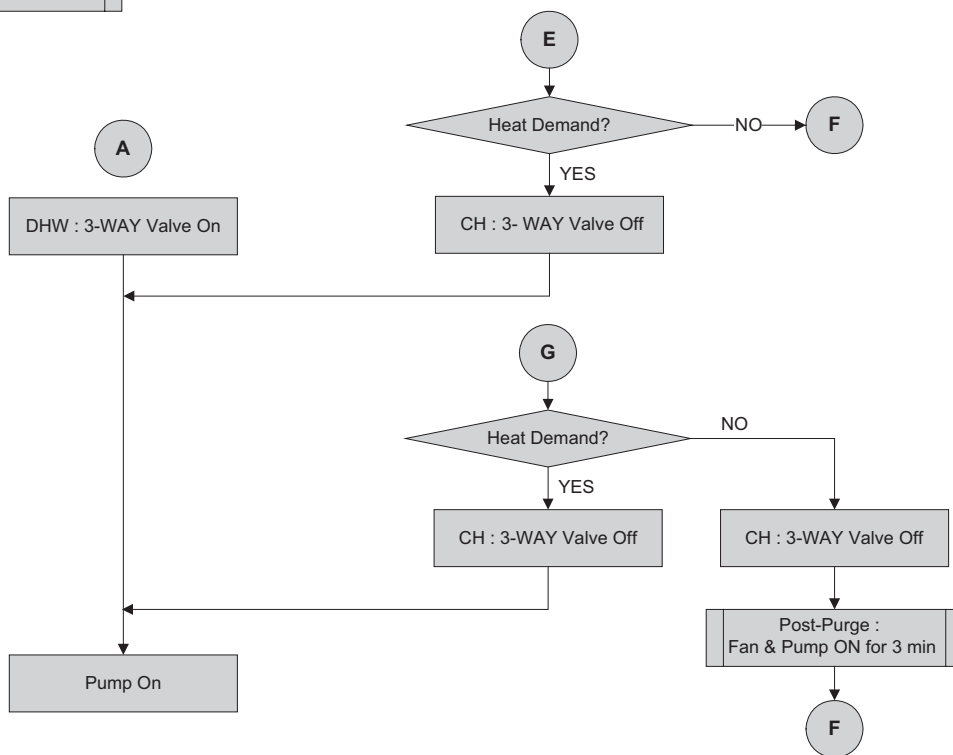 E
Heat Demand?
NO
F
A
YES
DHW : 3-WAY Valve On
CH : 3- WAY Valve Off
G
Heat Demand?
NO
YES
CH : 3-WAY Valve Off
CH : 3-WAY Valve Off
Post-Purge :
Fan & Pump ON for 3 min
Pump On
F